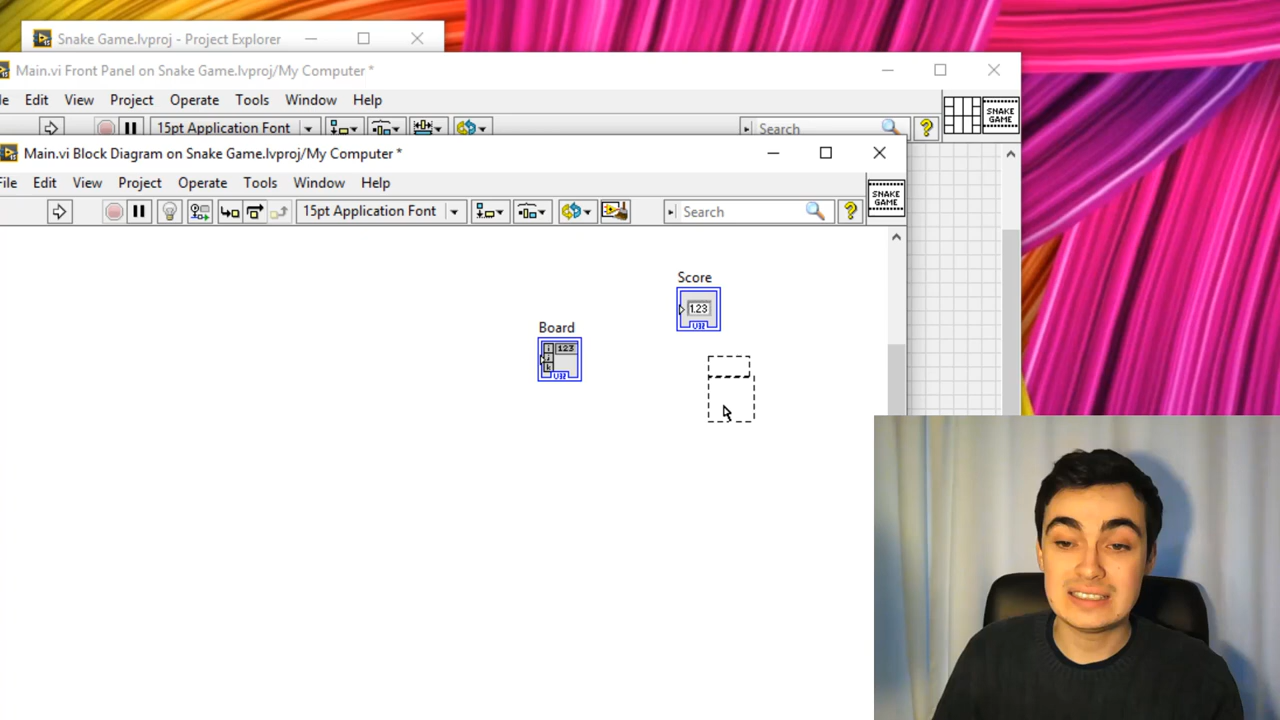 Snake Game.lvproj - Project Explorer
Main.vi Front Panel on Snake Game.lvproj/My Computer *
le Edit View Project Operate Tools Window Help
15pt Application Font
Search
?
SNAKE
GAME
Main.vi Block Diagram on Snake Game.lvproj/My Computer *
File Edit View Project Operate Tools Window Help
15pt Application Font
Search
?
SNAKE
GAME
Score
1.23
U32
Board
i 123
j
k
U32